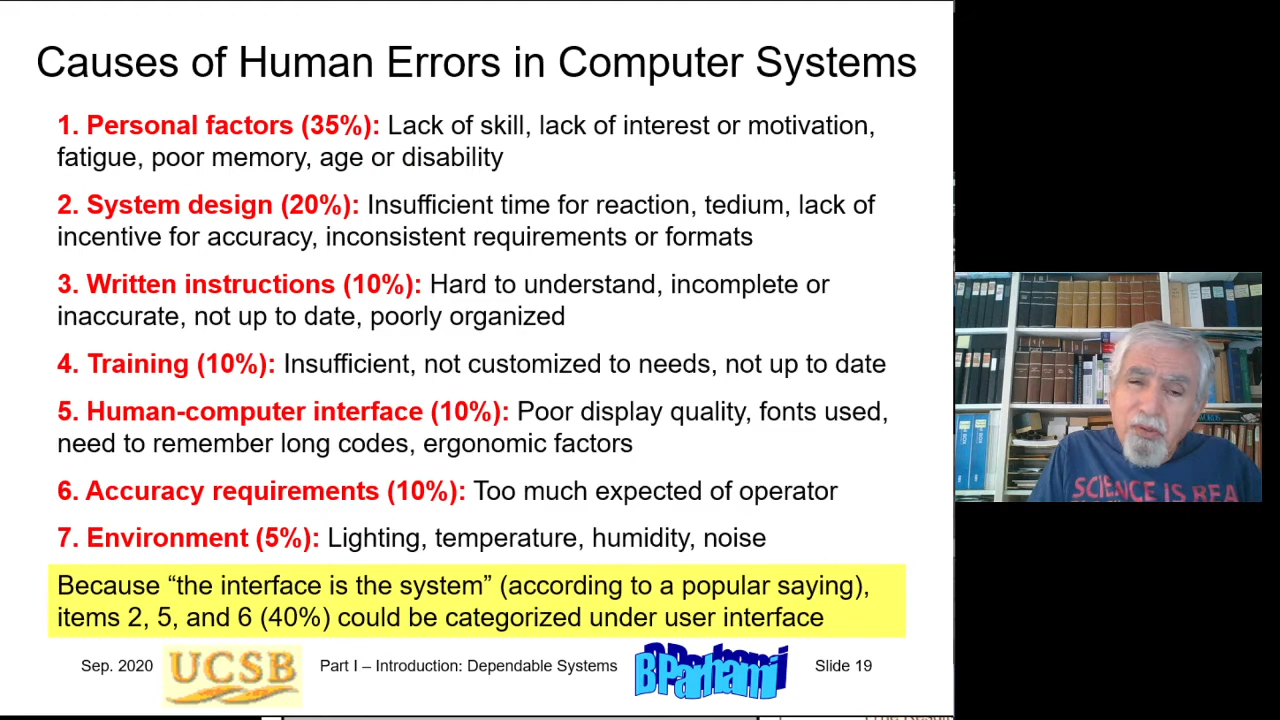 Causes of Human Errors in Computer Systems
1. Personal factors (35%): Lack of skill, lack of interest or motivation,
fatigue, poor memory, age or disability
2. System design (20%): Insufficient time for reaction, tedium, lack of
incentive for accuracy, inconsistent requirements or formats
3. Written instructions (10%): Hard to understand, incomplete or
inaccurate, not up to date, poorly organized
4. Training (10%): Insufficient, not customized to needs, not up to date
5. Human-computer interface (10%): Poor display quality, fonts used,
need to remember long codes, ergonomic factors
6. Accuracy requirements (10%): Too much expected of operator
7. Environment (5%): Lighting, temperature, humidity, noise
Because “the interface is the system” (according to a popular saying),
items 2, 5, and 6 (40%) could be categorized under user interface
Sep. 2020 UCSB Part I – Introduction: Dependable Systems B Parhami Slide 19
SCIENCE IS REA